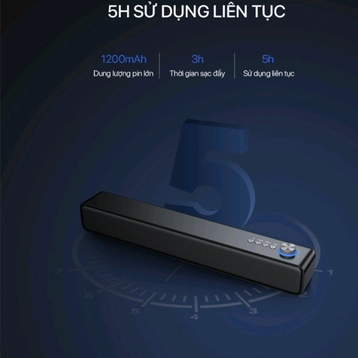 5H SỬ DỤNG LIÊN TỤC
1200mAh 3h 5h
Dung lượng pin lớn Thời gian sạc đầy Sử dụng liên tục
5